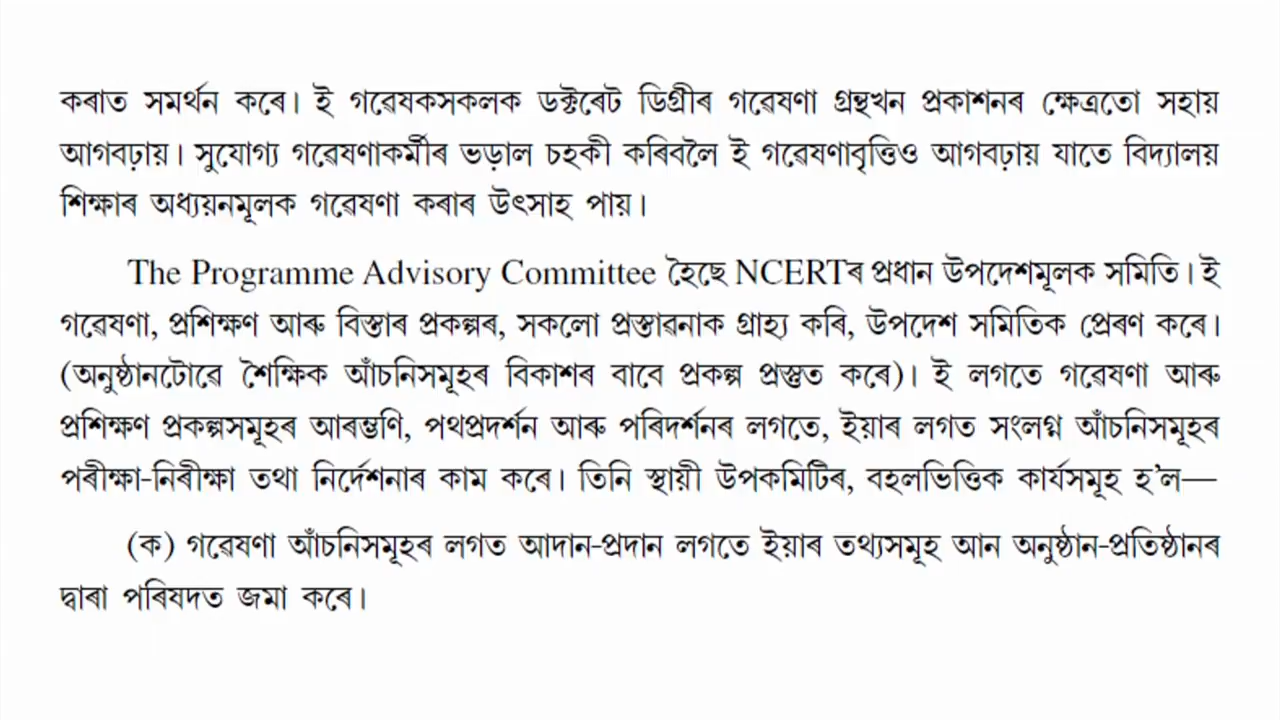 কৰাত সমৰ্থন কৰে। ই গৱেষকসকলক ডক্টৰেট ডিগ্ৰীৰ গৱেষণা গ্ৰন্থখন প্ৰকাশনৰ ক্ষেত্ৰতো সহায়
আগবঢ়ায়। সুযোগ্য গৱেষণাকৰ্মীৰ ভড়াল চহকী কৰিবলৈ ই গৱেষণাবৃত্তিও আগবঢ়ায় যাতে বিদ্যালয়
শিক্ষাৰ অধ্যয়নমূলক গৱেষণা কৰাৰ উৎসাহ পায়।
The Programme Advisory Committee হৈছে NCERTৰ প্ৰধান উপদেশমূলক সমিতি। ই
গৱেষণা, প্ৰশিক্ষণ আৰু বিস্তাৰ প্ৰকল্পৰ, সকলো প্ৰস্তাৱনাক গ্ৰাহ্য কৰি, উপদেশ সমিতিক প্ৰেৰণ কৰে।
(অনুষ্ঠানটোৱে শৈক্ষিক আঁচনিসমূহৰ বিকাশৰ বাবে প্ৰকল্প প্ৰস্তুত কৰে)। ই লগতে গৱেষণা আৰু
প্ৰশিক্ষণ প্ৰকল্পসমূহৰ আৰম্ভণি, পথপ্ৰদৰ্শন আৰু পৰিদৰ্শনৰ লগতে, ইয়াৰ লগত সংলগ্ন আঁচনিসমূহৰ
পৰীক্ষা-নিৰীক্ষা তথা নিৰ্দেশনাৰ কাম কৰে। তিনি স্থায়ী উপকমিটিৰ, বহলভিত্তিক কাৰ্যসমূহ হ’ল—
(ক) গৱেষণা আঁচনিসমূহৰ লগত আদান-প্ৰদান লগতে ইয়াৰ তথ্যসমূহ আন অনুষ্ঠান-প্ৰতিষ্ঠানৰ
দ্বাৰা পৰিষদত জমা কৰে।